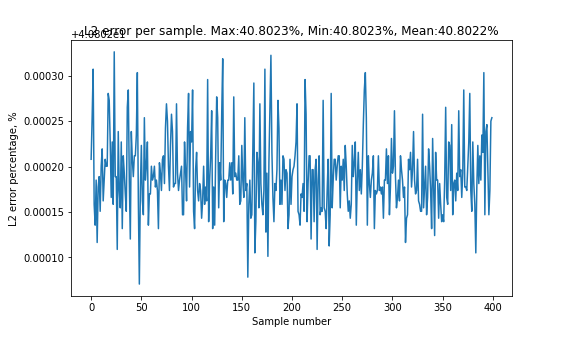 L2 error per sample. Max:40.8023%, Min:40.8023%, Mean:40.8022%
+4.0802e1
0.00030
0.00025
0.00020
0.00015
0.00010
L2 error percentage, %
0 50 100 150 200 250 300 350 400
Sample number